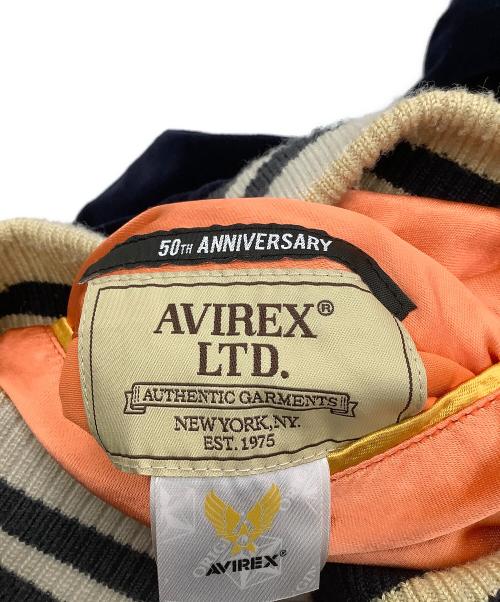 50TH ANNIVERSARY
AVIREX®
LTD.
AUTHENTIC GARMENTS
NEW YORK, NY.
EST. 1975
AVIREX®